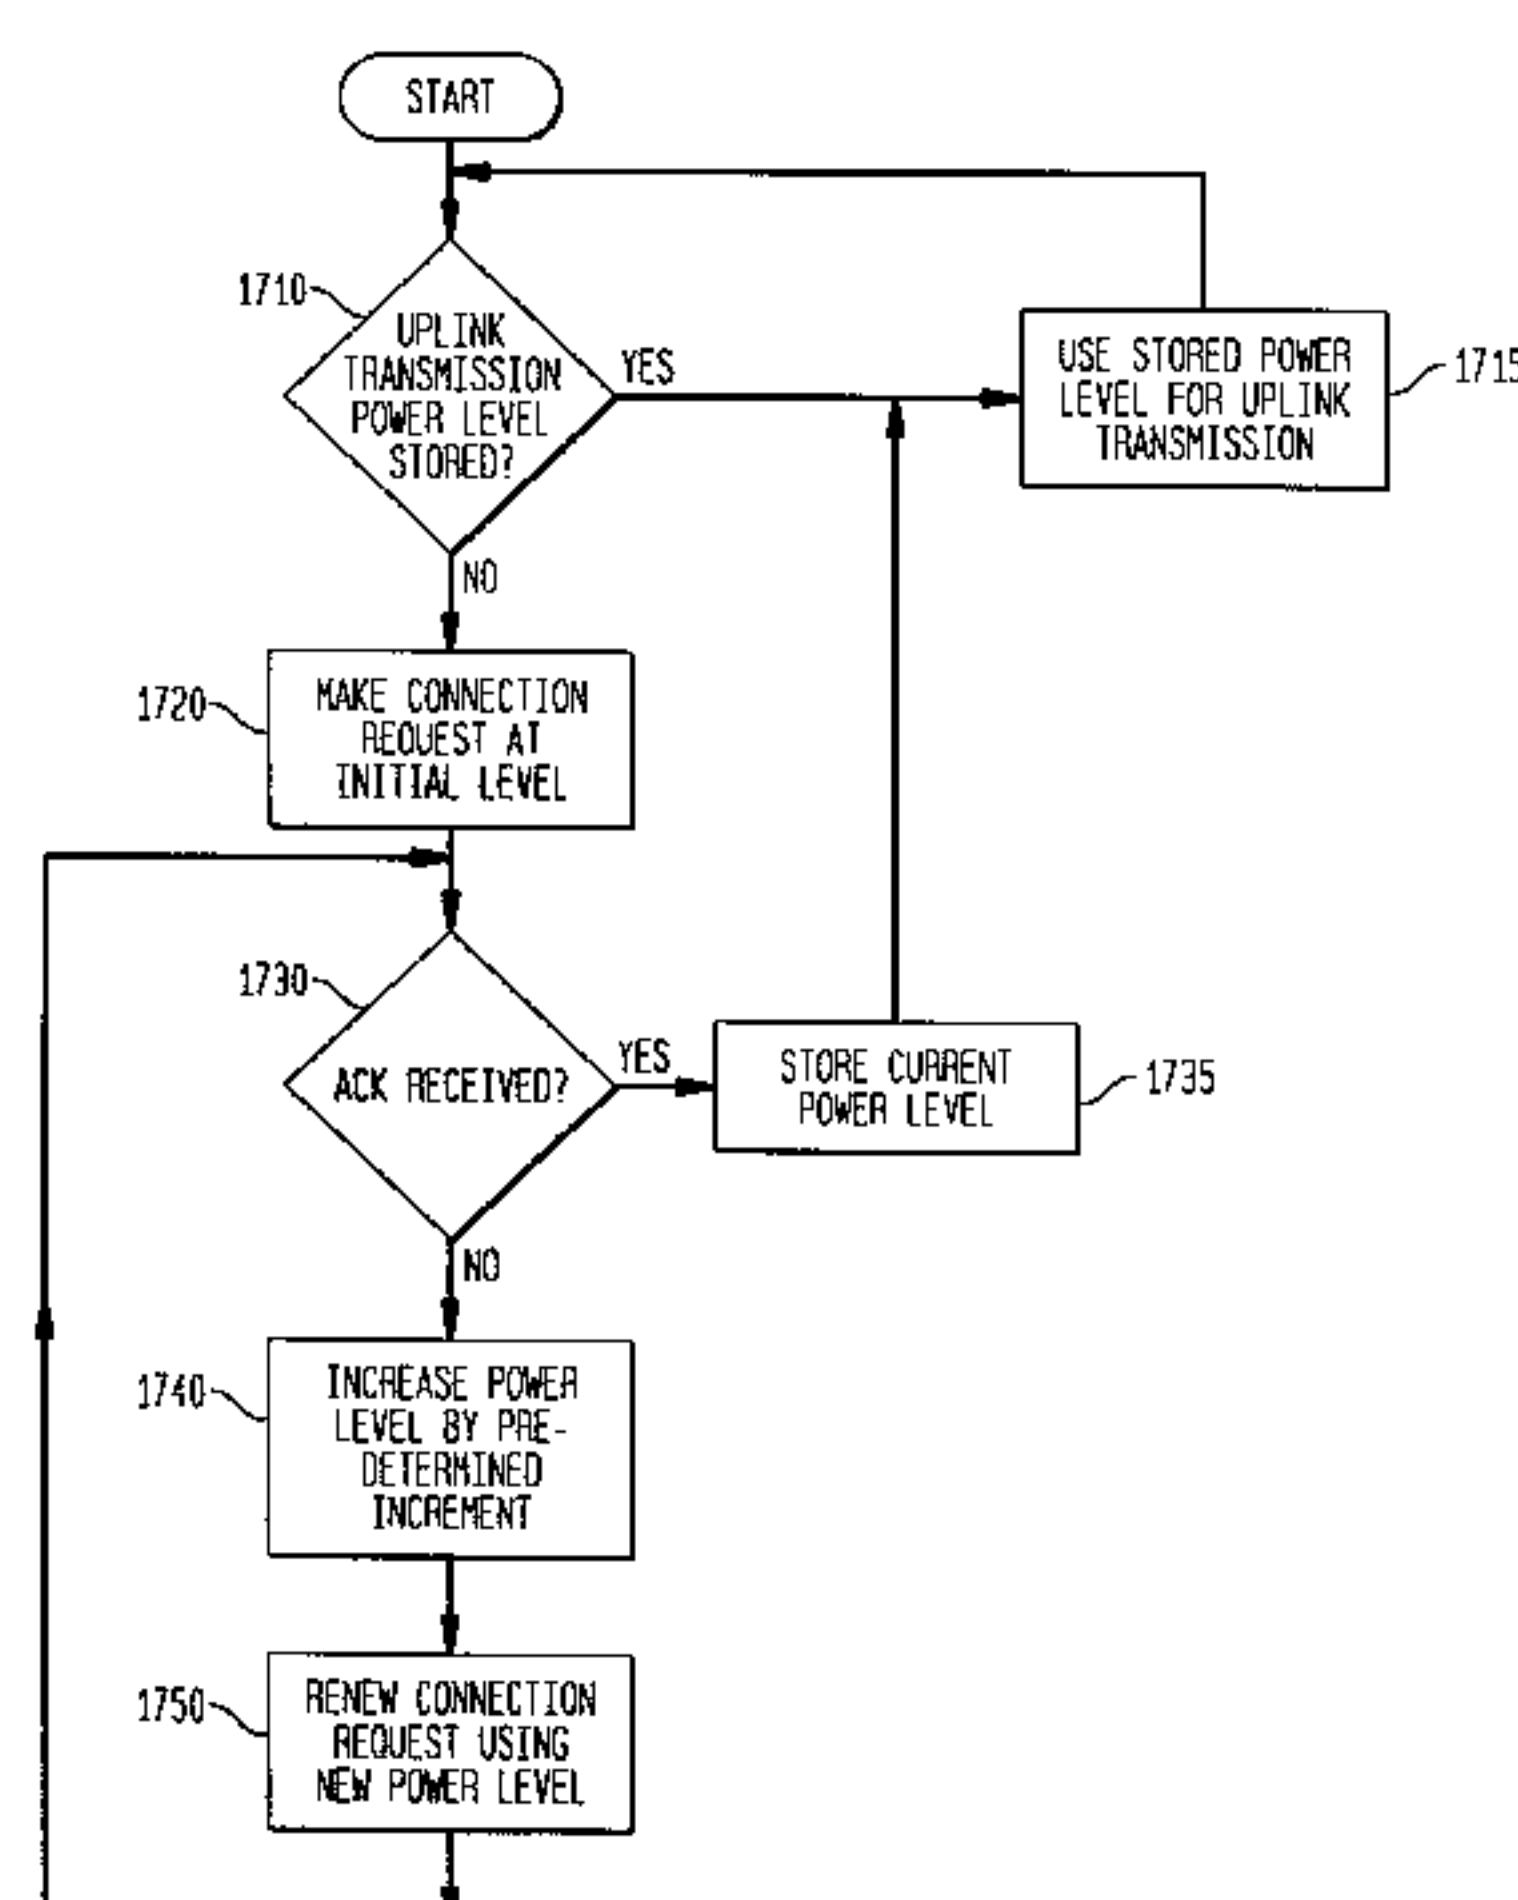 START
1710
UPLINK
TRANSMISSION
POWER LEVEL
STORED?
YES
USE STORED POWER
LEVEL FOR UPLINK
TRANSMISSION
1715
NO
1720
MAKE CONNECTION
REQUEST AT
INITIAL LEVEL
1730
ACK RECEIVED?
YES
STORE CURRENT
POWER LEVEL
1735
NO
1740
INCREASE POWER
LEVEL BY PRE-
DETERMINED
INCREMENT
1750
RENEW CONNECTION
REQUEST USING
NEW POWER LEVEL